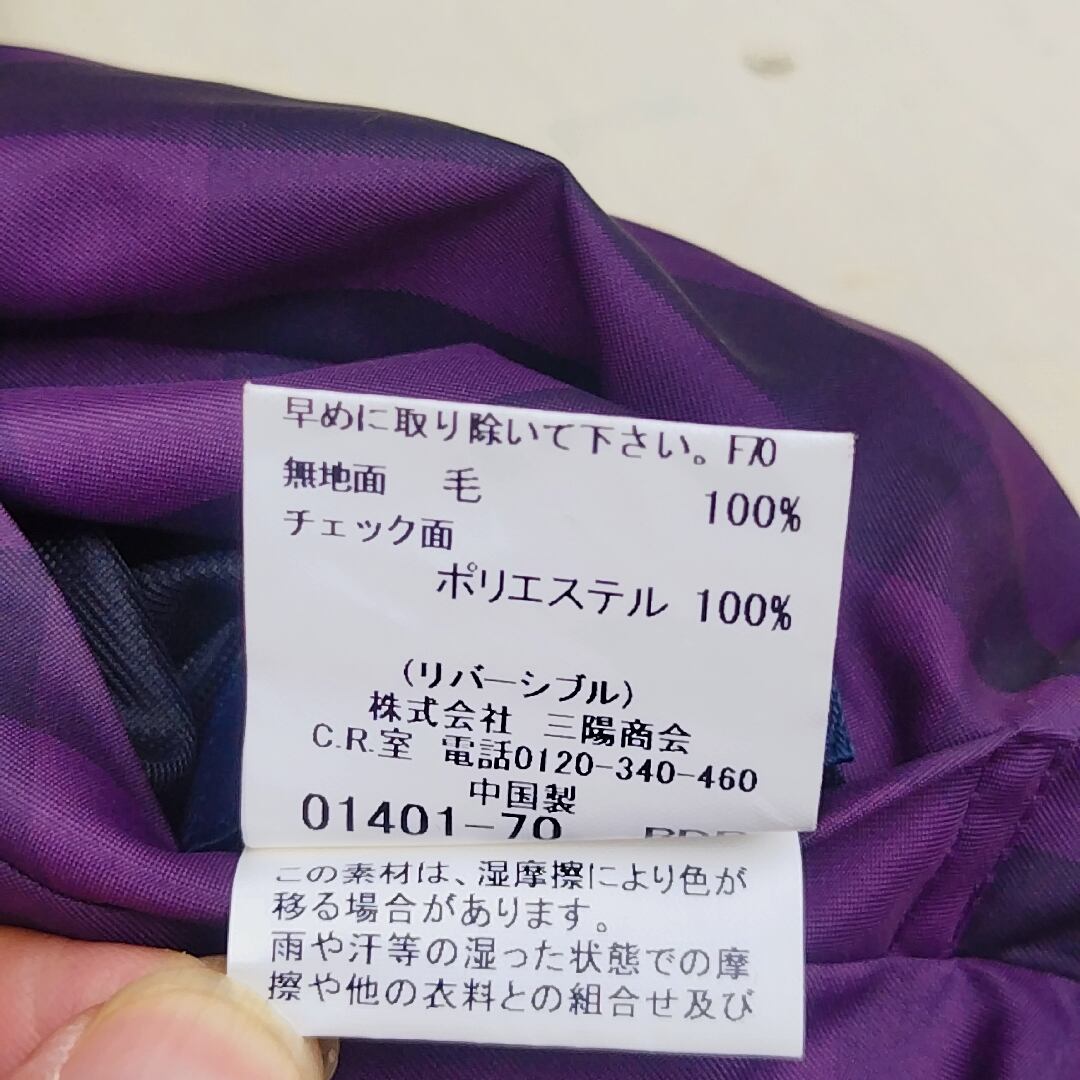 早めに取り除いて下さい。F70
無地面 毛 100%
チェック面
ポリエステル 100%
(リバーシブル)
株式会社 三陽商会
C.R.室 電話0120-340-460
中国製
01401-70
この素材は、湿摩擦により色が
移る場合があります。
雨や汗等の湿った状態での摩
擦や他の衣料との組合せ及び